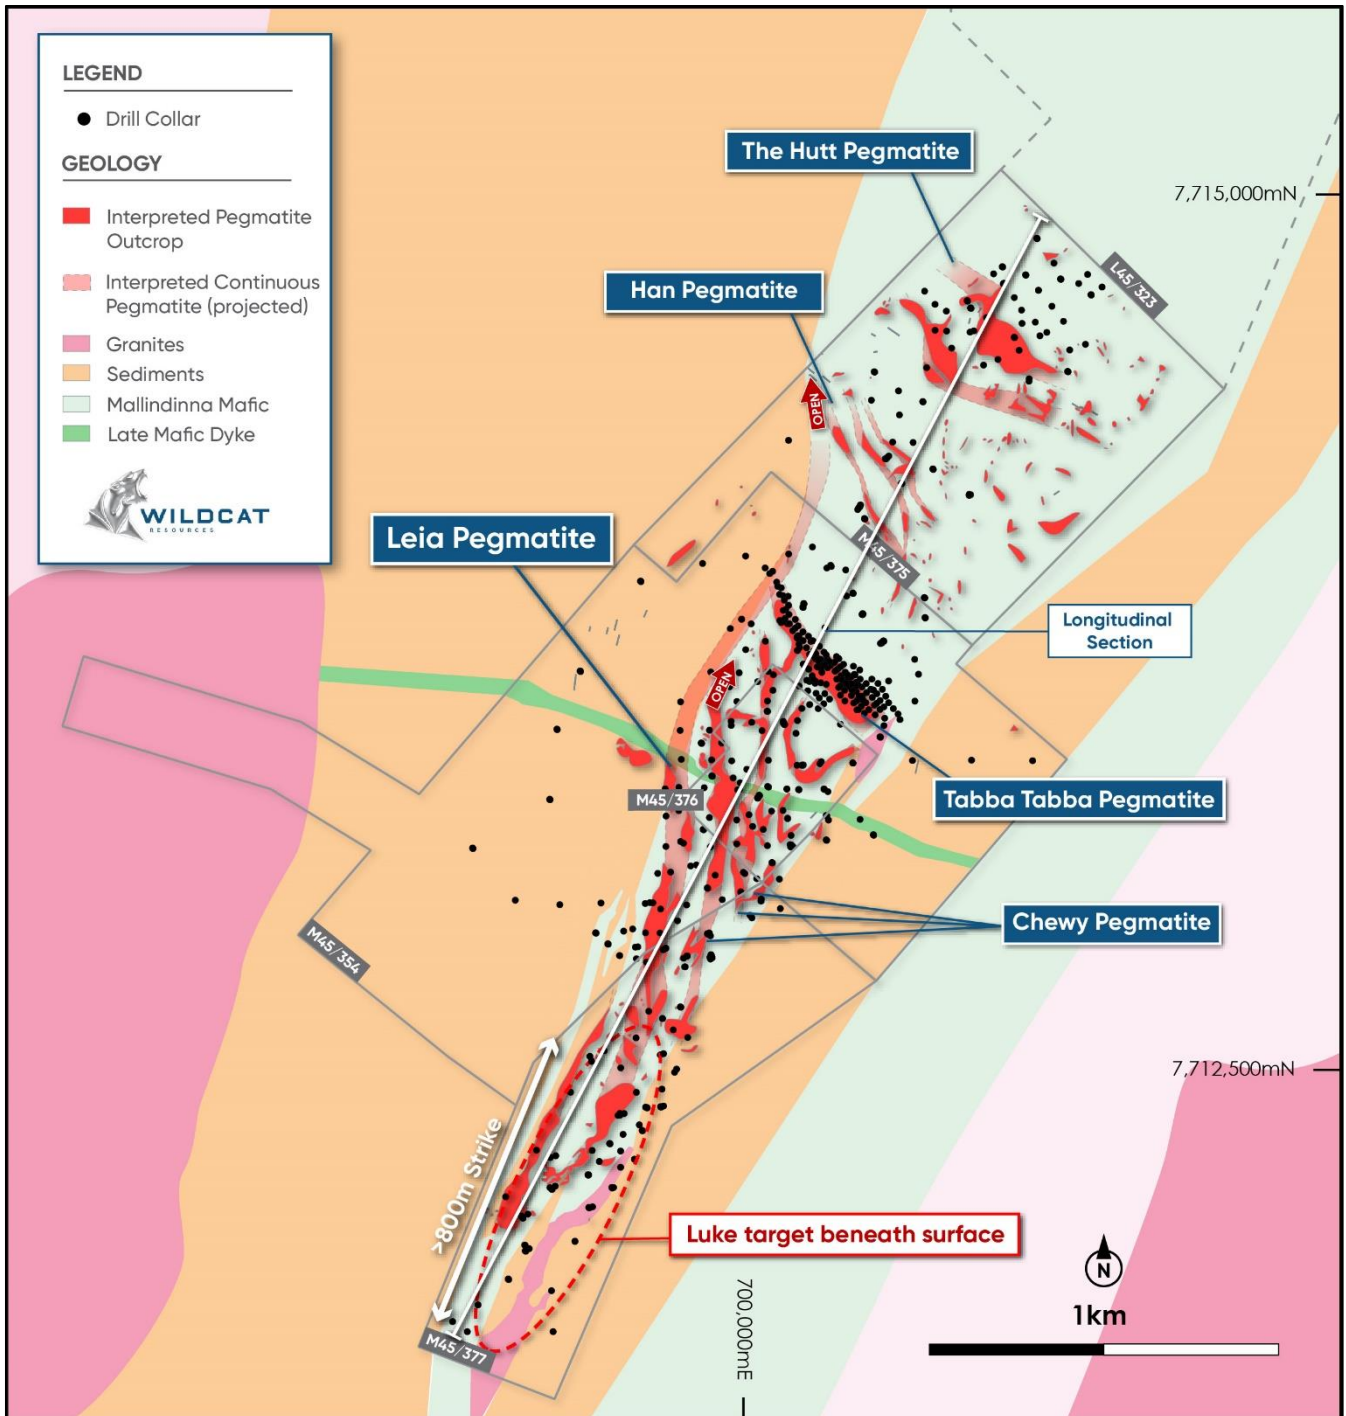 LEGEND
Drill Collar
GEOLOGY
Interpreted Pegmatite
Outcrop
Interpreted Continuous
Pegmatite (projected)
Granites
Sediments
Mallindinna Mafic
Late Mafic Dyke
WILDCAT
RESOURCES
The Hutt Pegmatite
7,715,000mN
L45/323
Han Pegmatite
OPEN
Leia Pegmatite
M45/375
Longitudinal
Section
OPEN
M45/376
Tabba Tabba Pegmatite
Chewy Pegmatite
M45/354
7,712,500mN
>800m Strike
Luke target beneath surface
N
1km
700,000mE
M45/377